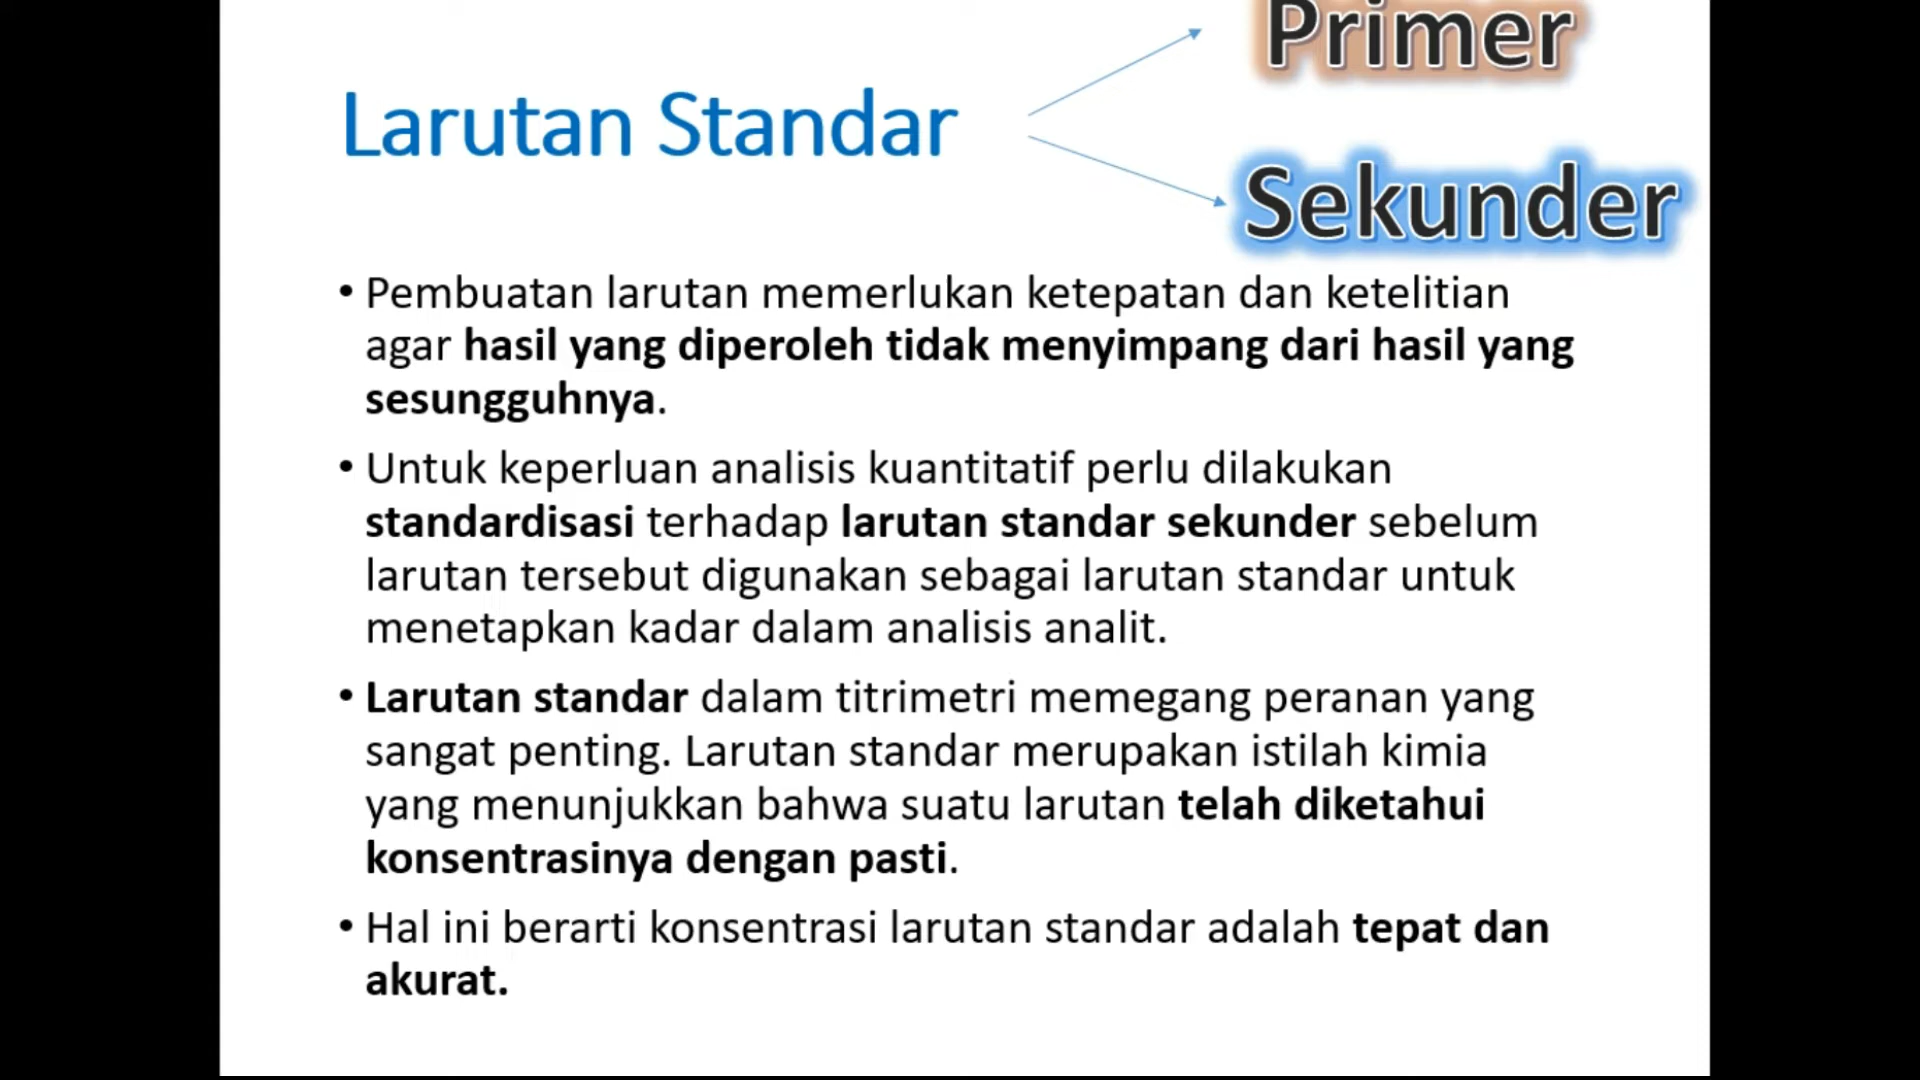 Primer
Larutan Standar
Sekunder
• Pembuatan larutan memerlukan ketepatan dan ketelitian
agar hasil yang diperoleh tidak menyimpang dari hasil yang
sesungguhnya.
• Untuk keperluan analisis kuantitatif perlu dilakukan
standardisasi terhadap larutan standar sekunder sebelum
larutan tersebut digunakan sebagai larutan standar untuk
menetapkan kadar dalam analisis analit.
• Larutan standar dalam titrimetri memegang peranan yang
sangat penting. Larutan standar merupakan istilah kimia
yang menunjukkan bahwa suatu larutan telah diketahui
konsentrasinya dengan pasti.
• Hal ini berarti konsentrasi larutan standar adalah tepat dan
akurat.